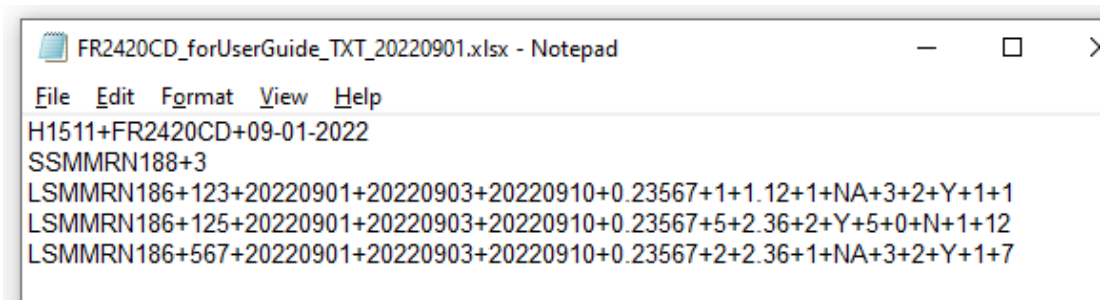 FR2420CD_forUserGuide_TXT_20220901.xlsx - Notepad
File Edit Format View Help
H1511+FR2420CD+09-01-2022
SSMMRN188+3
LSMMRN186+123+20220901+20220903+20220910+0.23567+1+1.12+1+NA+3+2+Y+1+1
LSMMRN186+125+20220901+20220903+20220910+0.23567+5+2.36+2+Y+5+0+N+1+12
LSMMRN186+567+20220901+20220903+20220910+0.23567+2+2.36+1+NA+3+2+Y+1+7